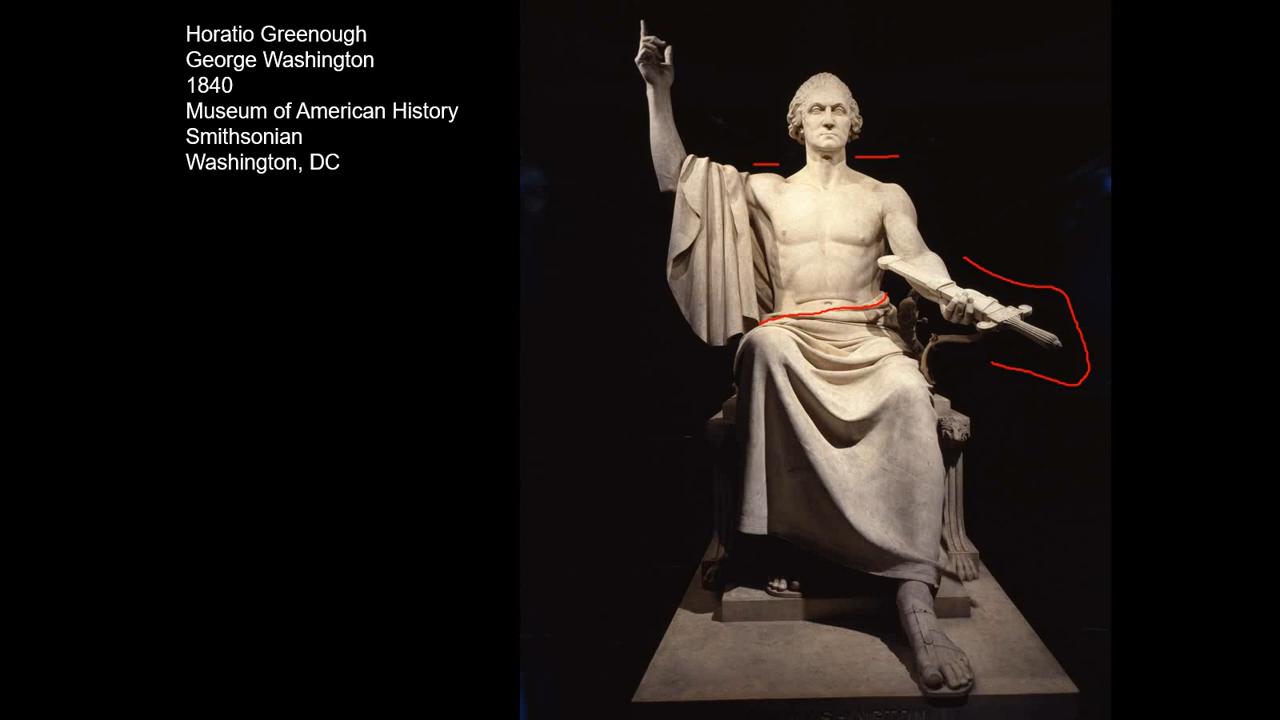 Horatio Greenough
George Washington
1840
Museum of American History
Smithsonian
Washington, DC